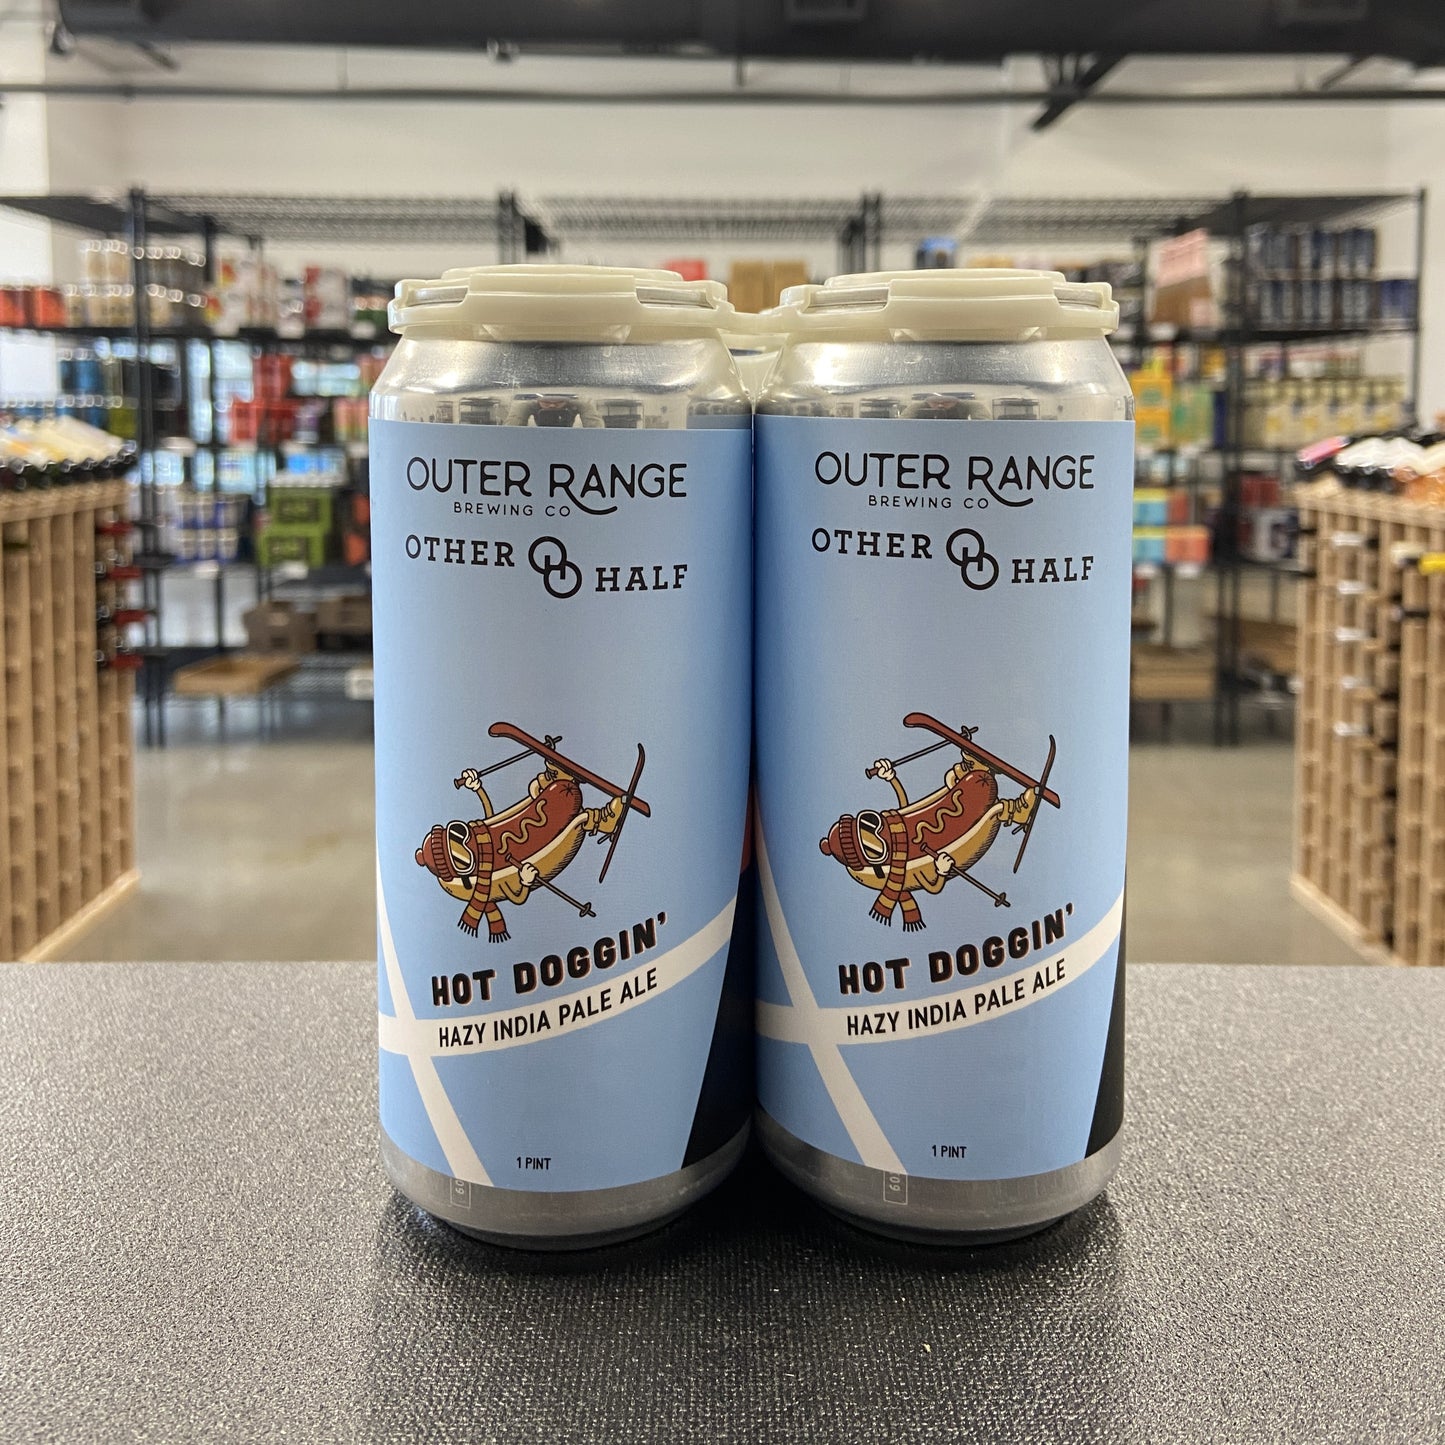 OUTER RANGE
BREWING CO
OTHER HALF
HOT DOGGIN'
HAZY INDIA PALE ALE
1 PINT
OUTER RANGE
BREWING CO
OTHER HALF
HOT DOGGIN'
HAZY INDIA PALE ALE
1 PINT